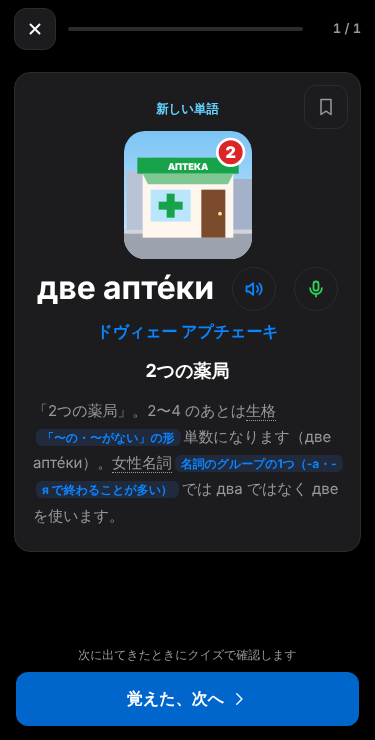 1 / 1
新しい単語
АПТЕКА
2
две апте́ки
ドヴィェー アプチェーキ
2つの薬局
「2つの薬局」。2〜4 のあとは生格
「〜の・〜がない」の形 単数になります（две
апте́ки）。女性名詞 名詞のグループの1つ（-а・-
я で終わることが多い） では два ではなく две
を使います。
次に出てきたときにクイズで確認します
覚えた、次へ